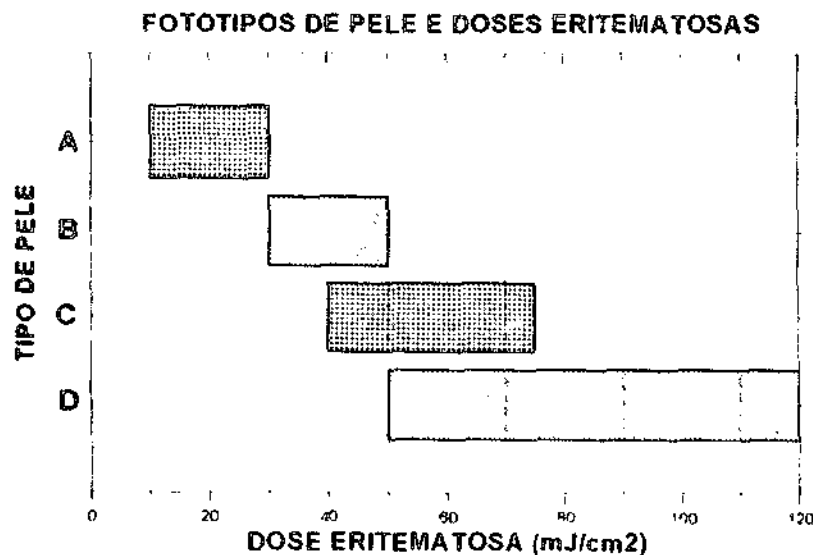 FOTOTIPOS DE PELE E DOSES ERITEMATOSAS
TIPO DE PELE
A
B
C
D
0 20 40 60 80 100 120
DOSE ERITEMATOSA (mJ/cm2)